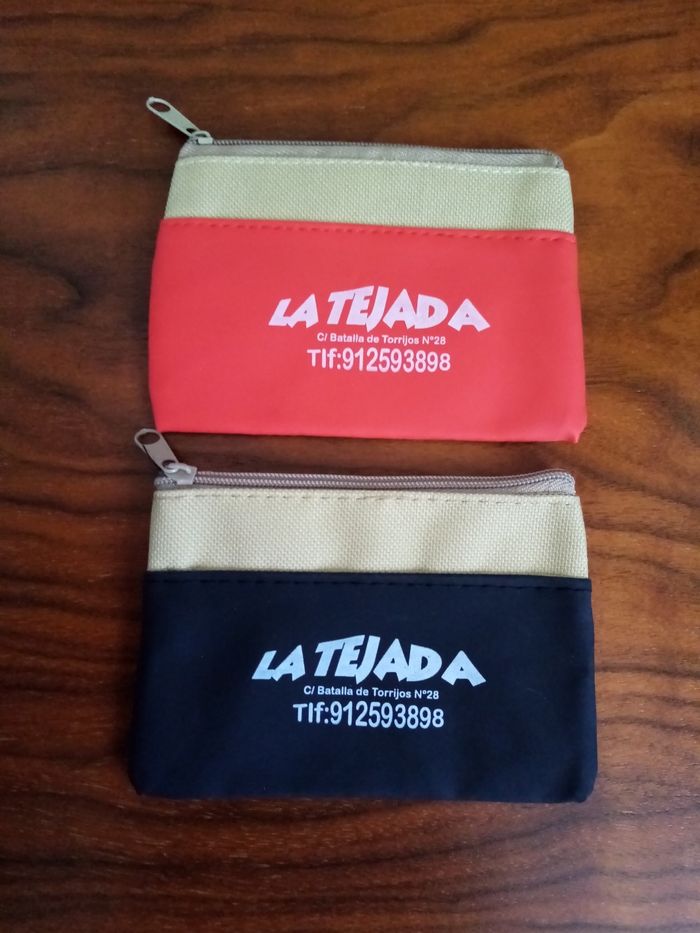 LA TEJADA
C/ Batalla de Torrijos Nº28
Tlf:912593898
LA TEJADA
C/ Batalla de Torrijos Nº28
Tlf:912593898